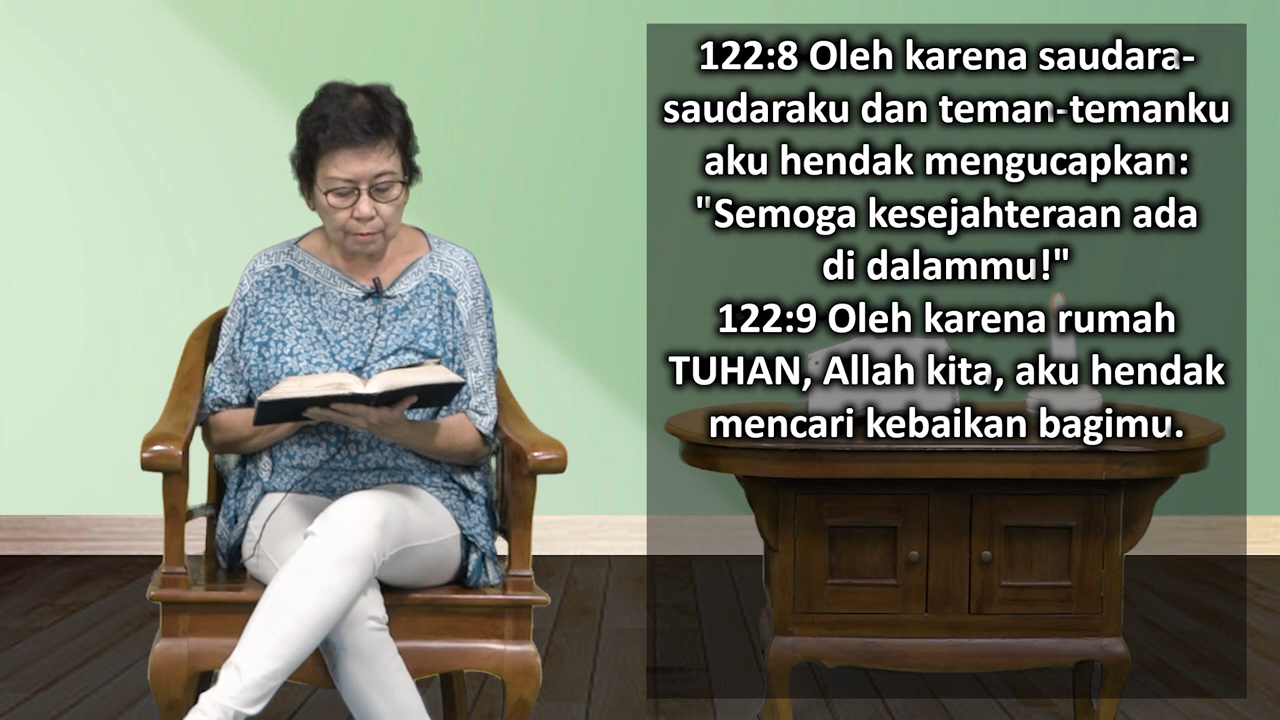 122:8 Oleh karena saudara-
saudaraku dan teman-temanku
aku hendak mengucapkan:
"Semoga kesejahteraan ada
di dalammu!"
122:9 Oleh karena rumah
TUHAN, Allah kita, aku hendak
mencari kebaikan bagimu.